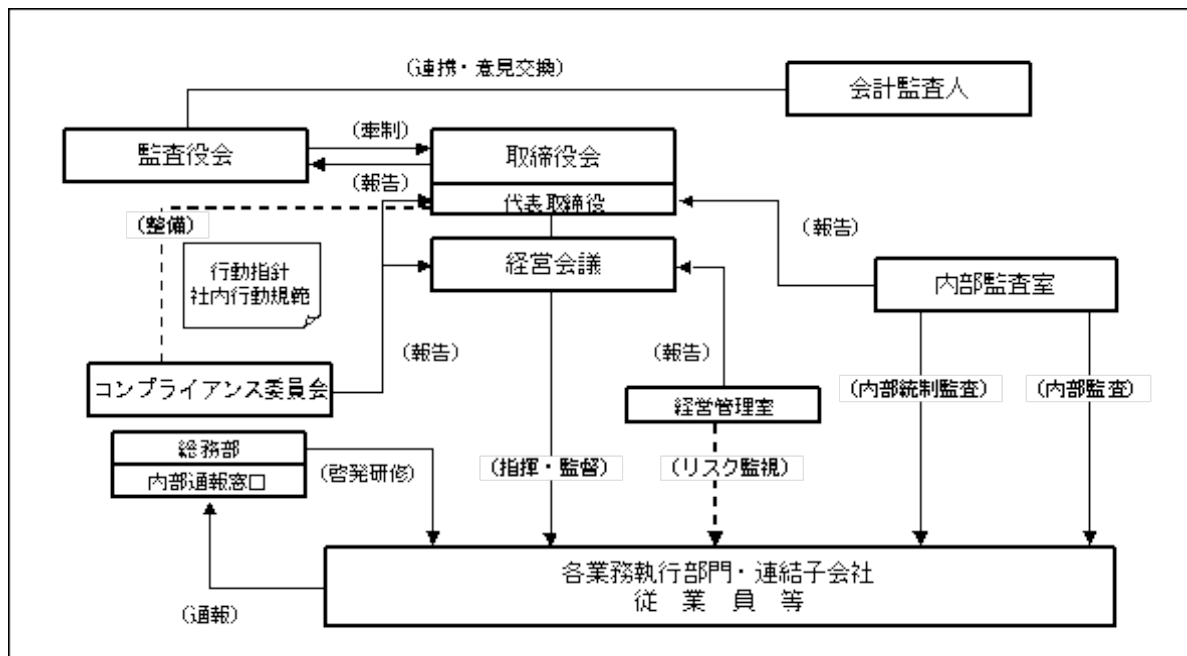 （連携・意見交換）
会計監査人
監査役会
（牽制）
取締役会
（報告）
代表取締役
（整備）
（報告）
行動指針
社内行動規範
経営会議
内部監査室
（報告）
（報告）
コンプライアンス委員会
経営管理室
（内部統制監査）
（内部監査）
総務部
内部通報窓口
（啓発研修）
（指揮・監督）
（リスク監視）
各業務執行部門・連結子会社
従　業　員　等
（通報）